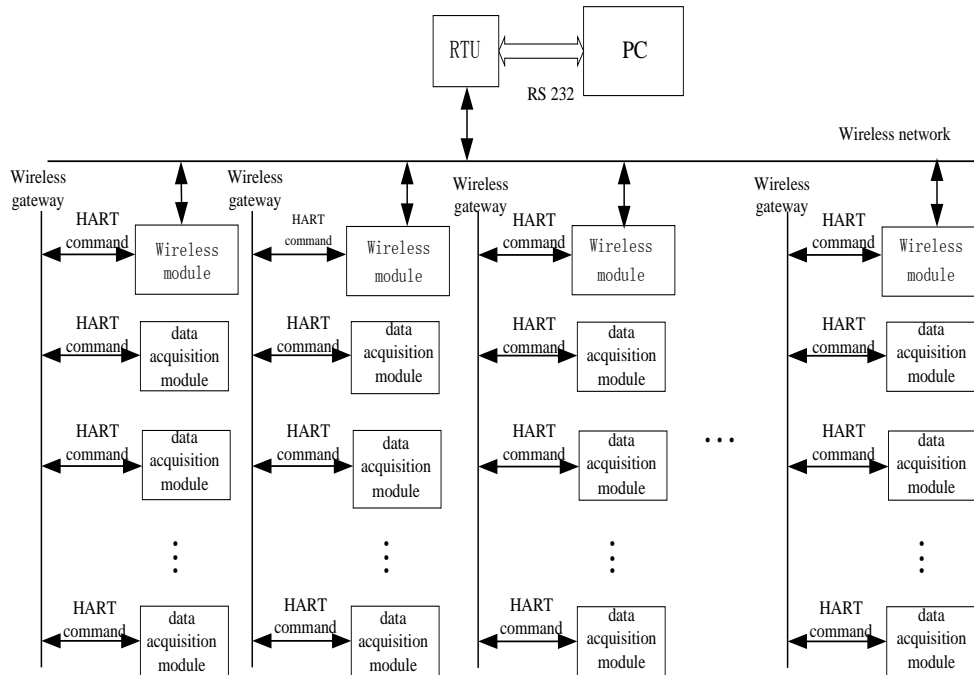 RTU
PC
RS 232
Wireless network
Wireless
gateway
Wireless
gateway
Wireless
gateway
Wireless
gateway
HART
command
Wireless
module
HART
command
Wireless
module
HART
command
Wireless
module
HART
command
Wireless
module
HART
command
data
acquisition
module
HART
command
data
acquisition
module
HART
command
data
acquisition
module
HART
command
data
acquisition
module
HART
command
data
acquisition
module
HART
command
data
acquisition
module
HART
command
data
acquisition
module
...
HART
command
data
acquisition
module
HART
command
data
acquisition
module
HART
command
data
acquisition
module
HART
command
data
acquisition
module
HART
command
data
acquisition
module